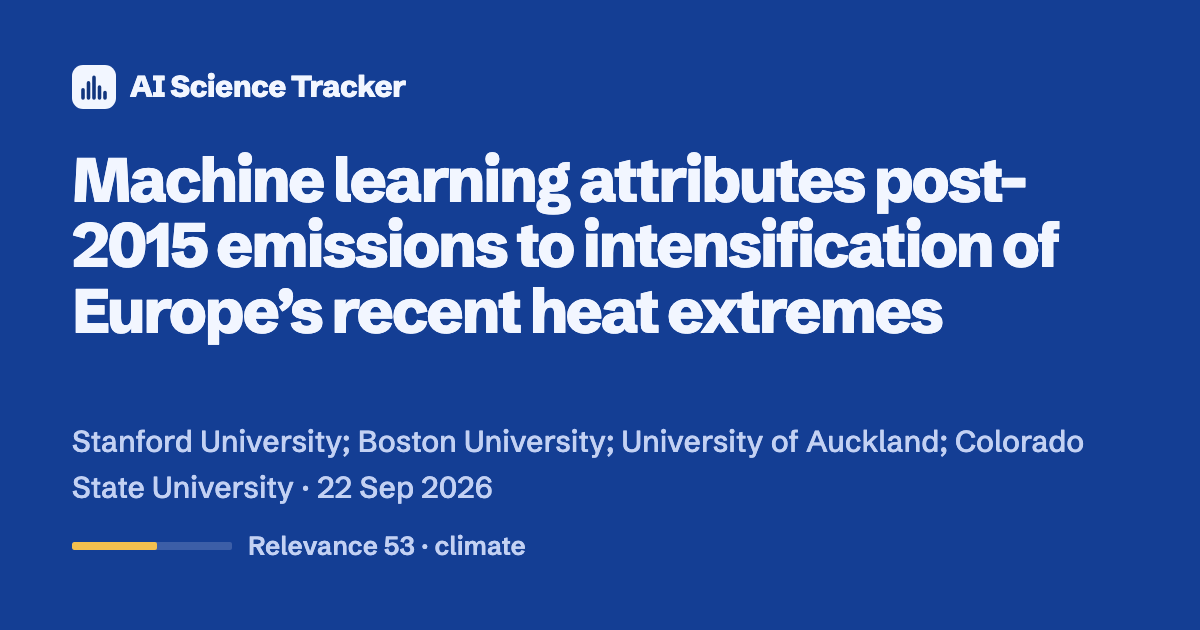 AI Science Tracker
Machine learning attributes post-
2015 emissions to intensification of
Europe’s recent heat extremes
Stanford University; Boston University; University of Auckland; Colorado
State University · 22 Sep 2026
Relevance 53 · climate